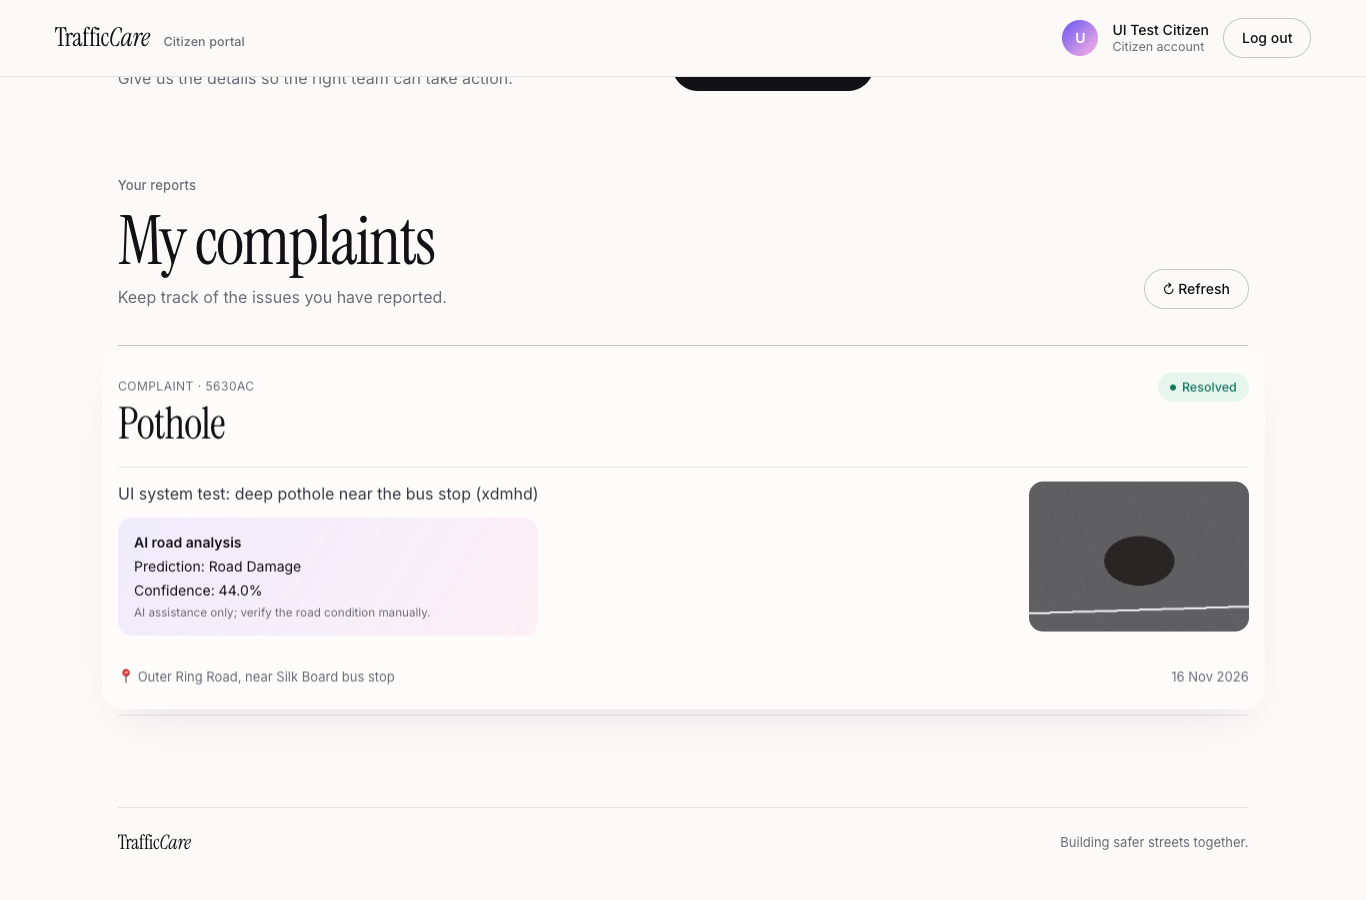 TrafficCare Citizen portal
U UI Test Citizen
Citizen account
Log out
Give us the details so the right team can take action.
Your reports
My complaints
Keep track of the issues you have reported.
↻ Refresh
COMPLAINT · 5630AC
Resolved
Pothole
UI system test: deep pothole near the bus stop (xdmhd)
AI road analysis
Prediction: Road Damage
Confidence: 44.0%
AI assistance only; verify the road condition manually.
📍 Outer Ring Road, near Silk Board bus stop
16 Nov 2026
TrafficCare
Building safer streets together.